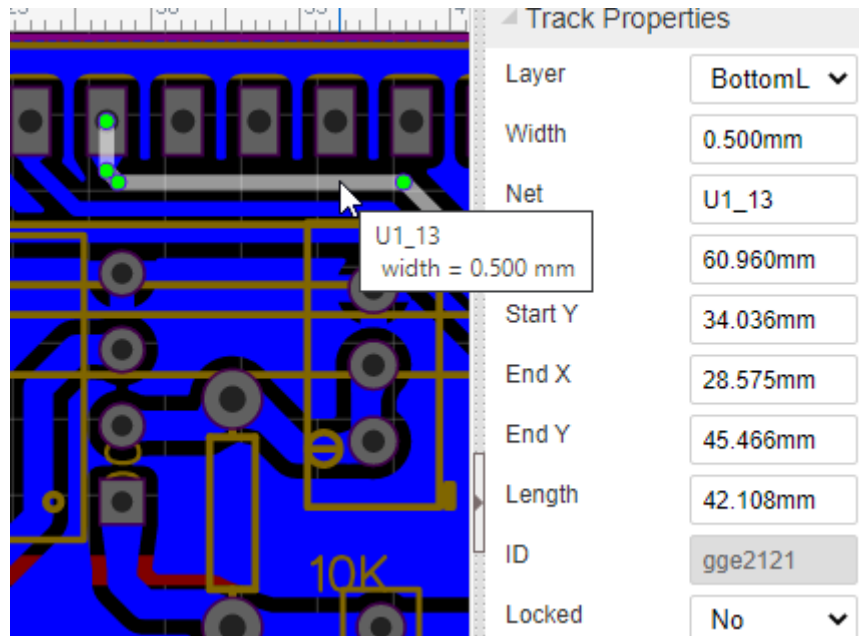 Track Properties
Layer
BottomL
Width
0.500mm
Net
U1_13
U1_13
width = 0.500 mm
60.960mm
Start Y
34.036mm
End X
28.575mm
End Y
45.466mm
Length
42.108mm
ID
gge2121
Locked
No
10K